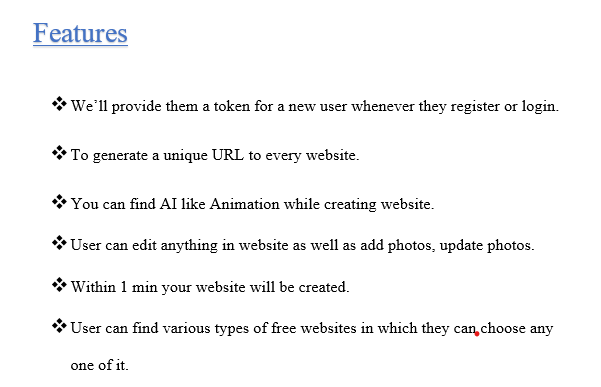 Features
❖ We’ll provide them a token for a new user whenever they register or login.
❖ To generate a unique URL to every website.
❖ You can find AI like Animation while creating website.
❖ User can edit anything in website as well as add photos, update photos.
❖ Within 1 min your website will be created.
❖ User can find various types of free websites in which they can choose any
one of it.